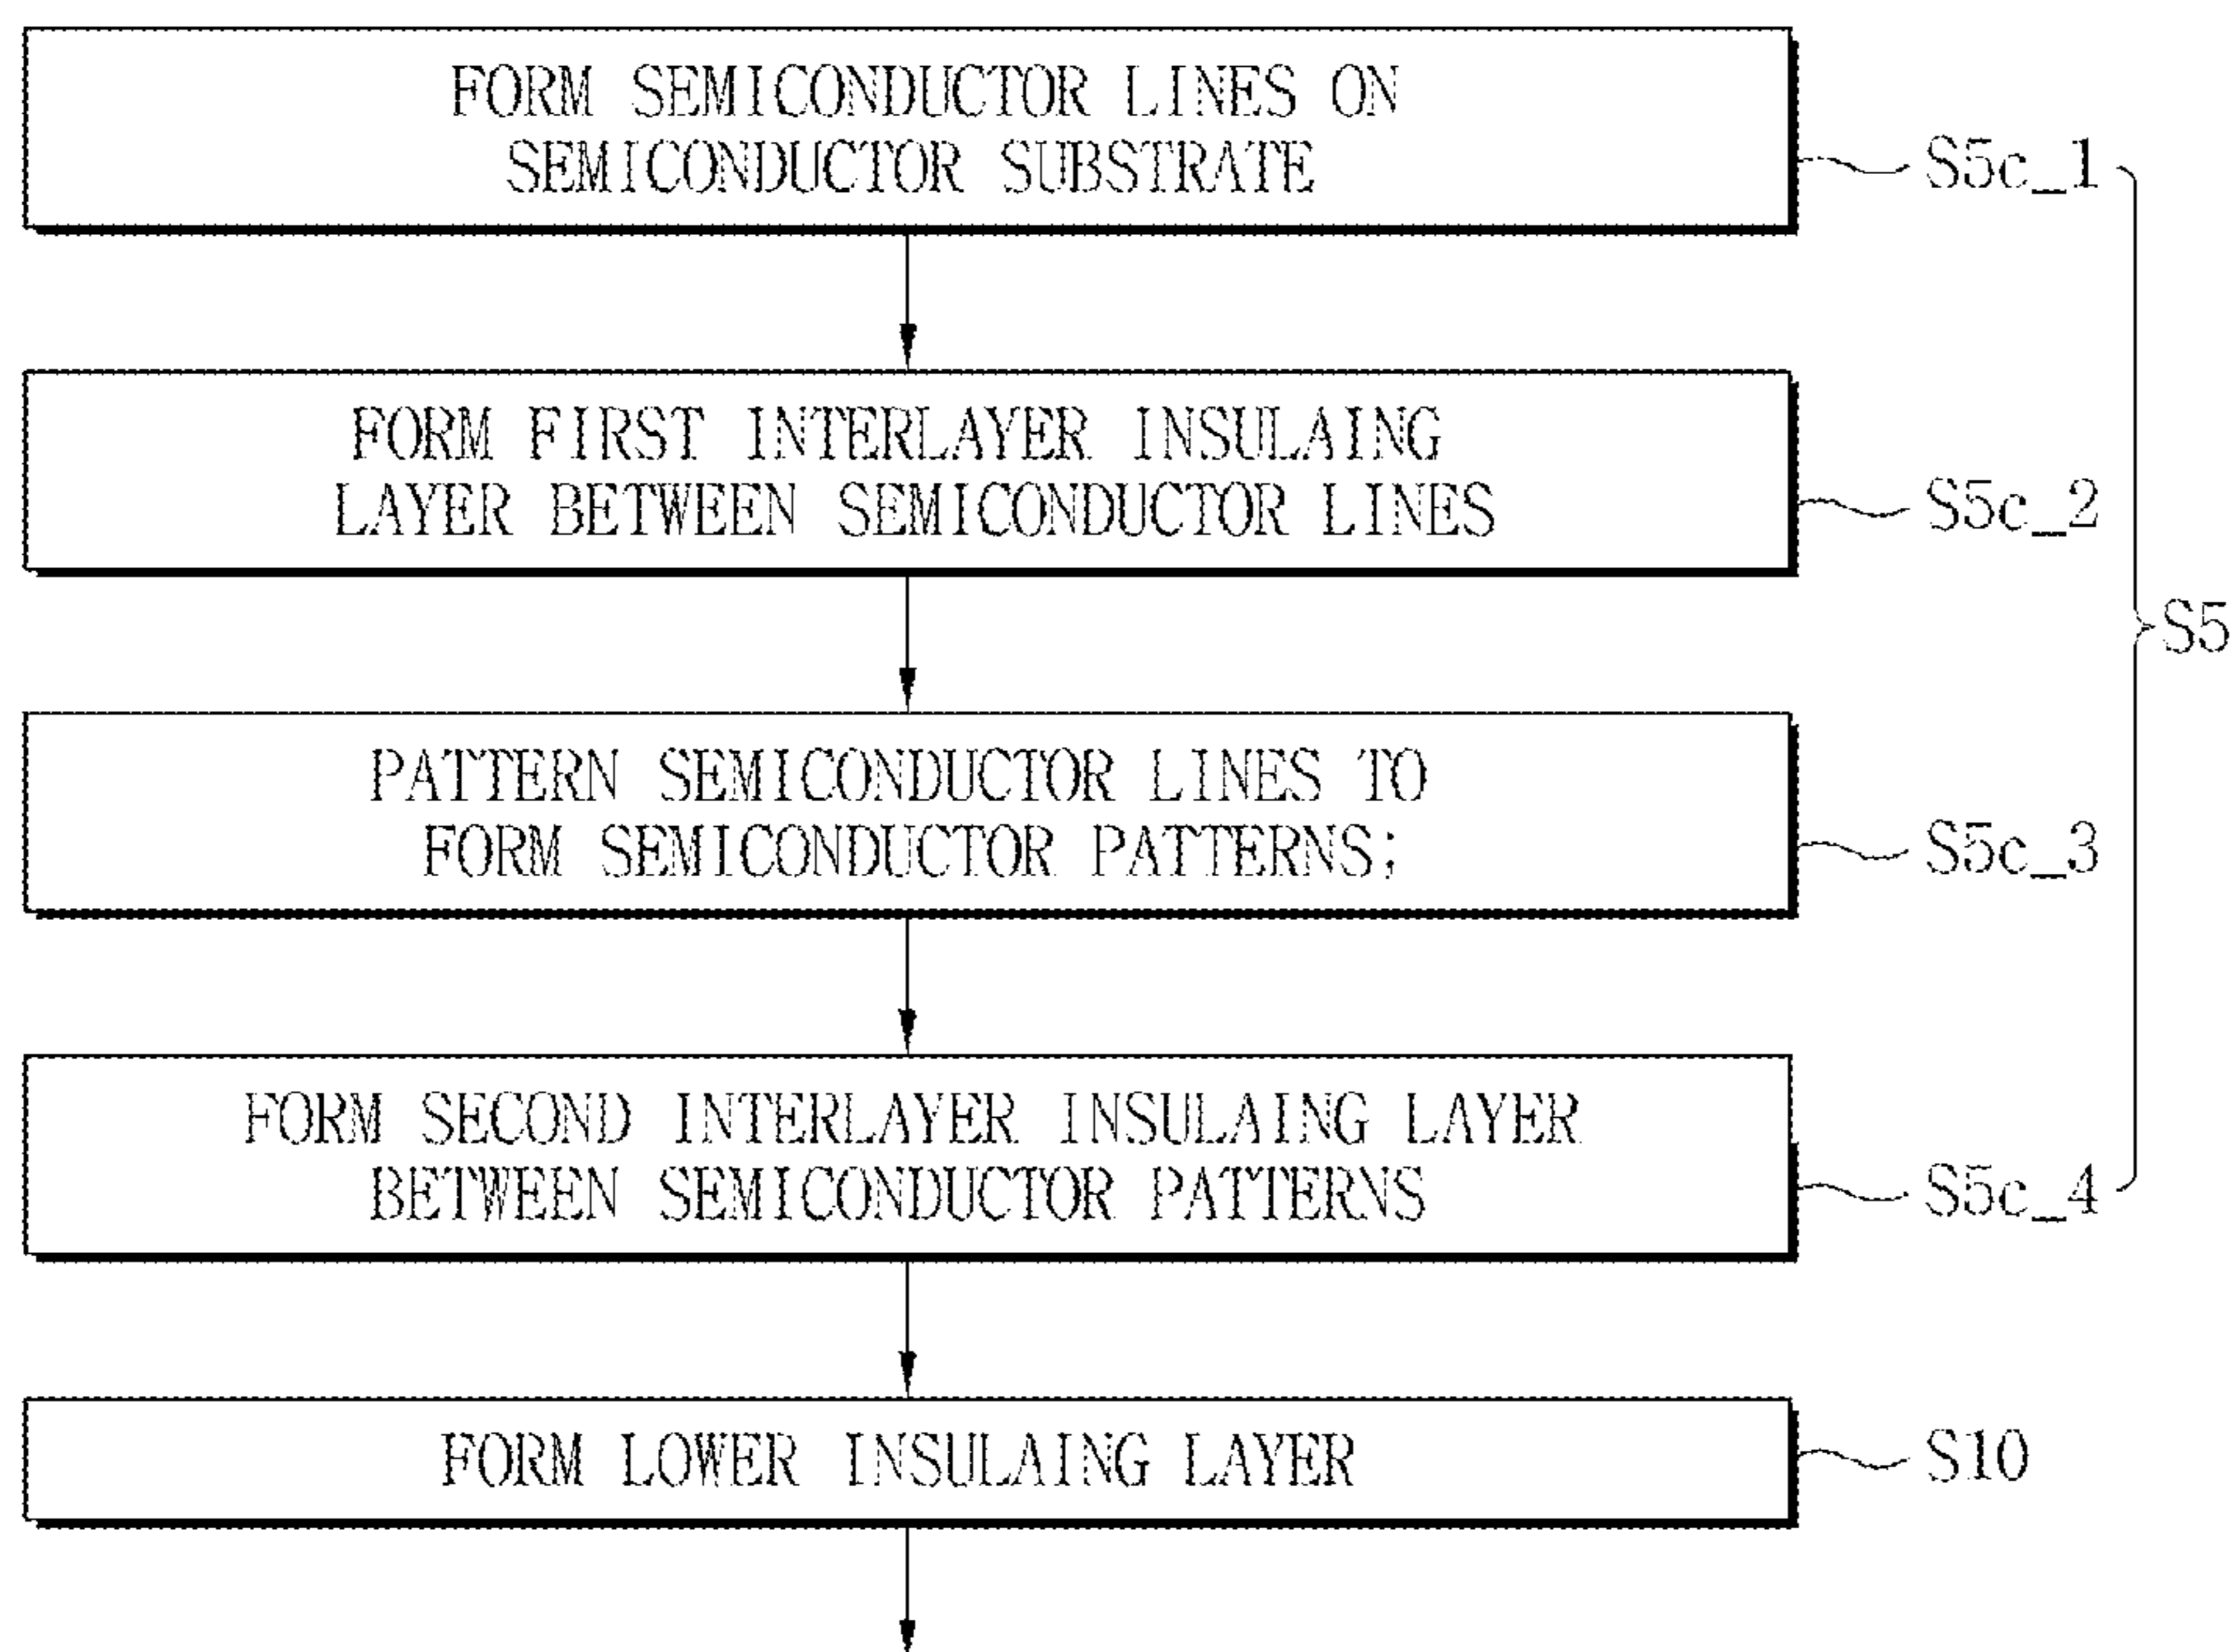 FORM SEMICONDUCTOR LINES ON
SEMICONDUCTOR SUBSTRATE
S5c_1
FORM FIRST INTERLAYER INSULAING
LAYER BETWEEN SEMICONDUCTOR LINES
S5c_2
S5
PATTERN SEMICONDUCTOR LINES TO
FORM SEMICONDUCTOR PATTERNS;
S5c_3
FORM SECOND INTERLAYER INSULAING LAYER
BETWEEN SEMICONDUCTOR PATTERNS
S5c_4
FORM LOWER INSULAING LAYER
S10